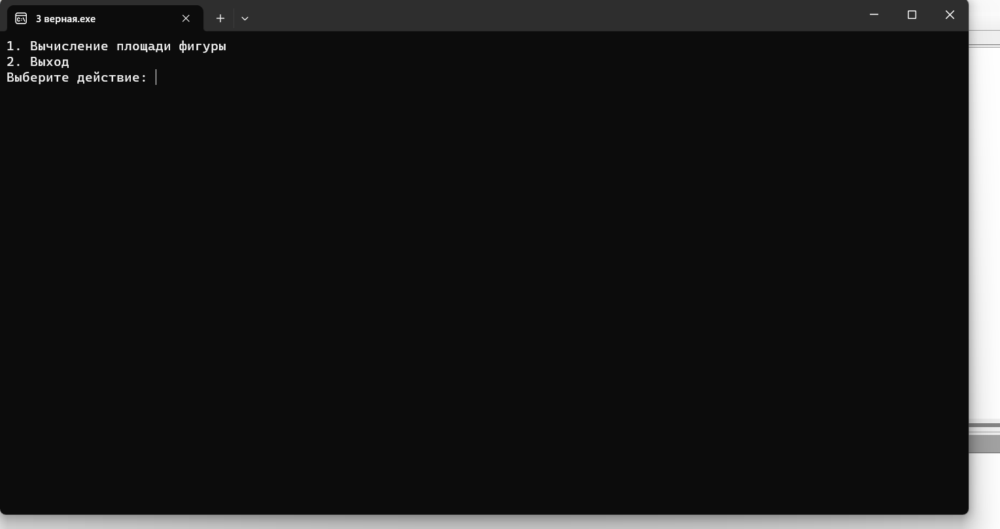 3 верная.exe
1. Вычисление площади фигуры
2. Выход
Выберите действие: